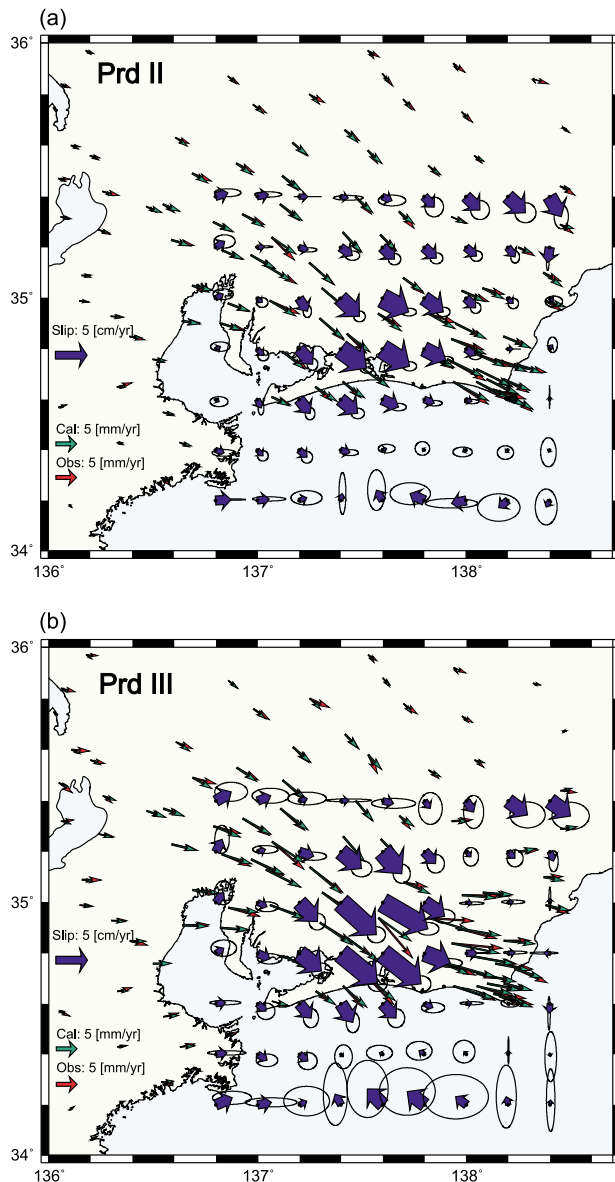 (a)
36°
Prd II
35°
Slip: 5 [cm/yr]
Cal: 5 [mm/yr]
Obs: 5 [mm/yr]
34°
136° 137° 138°
(b)
36°
Prd III
35°
Slip: 5 [cm/yr]
Cal: 5 [mm/yr]
Obs: 5 [mm/yr]
34°
136° 137° 138°